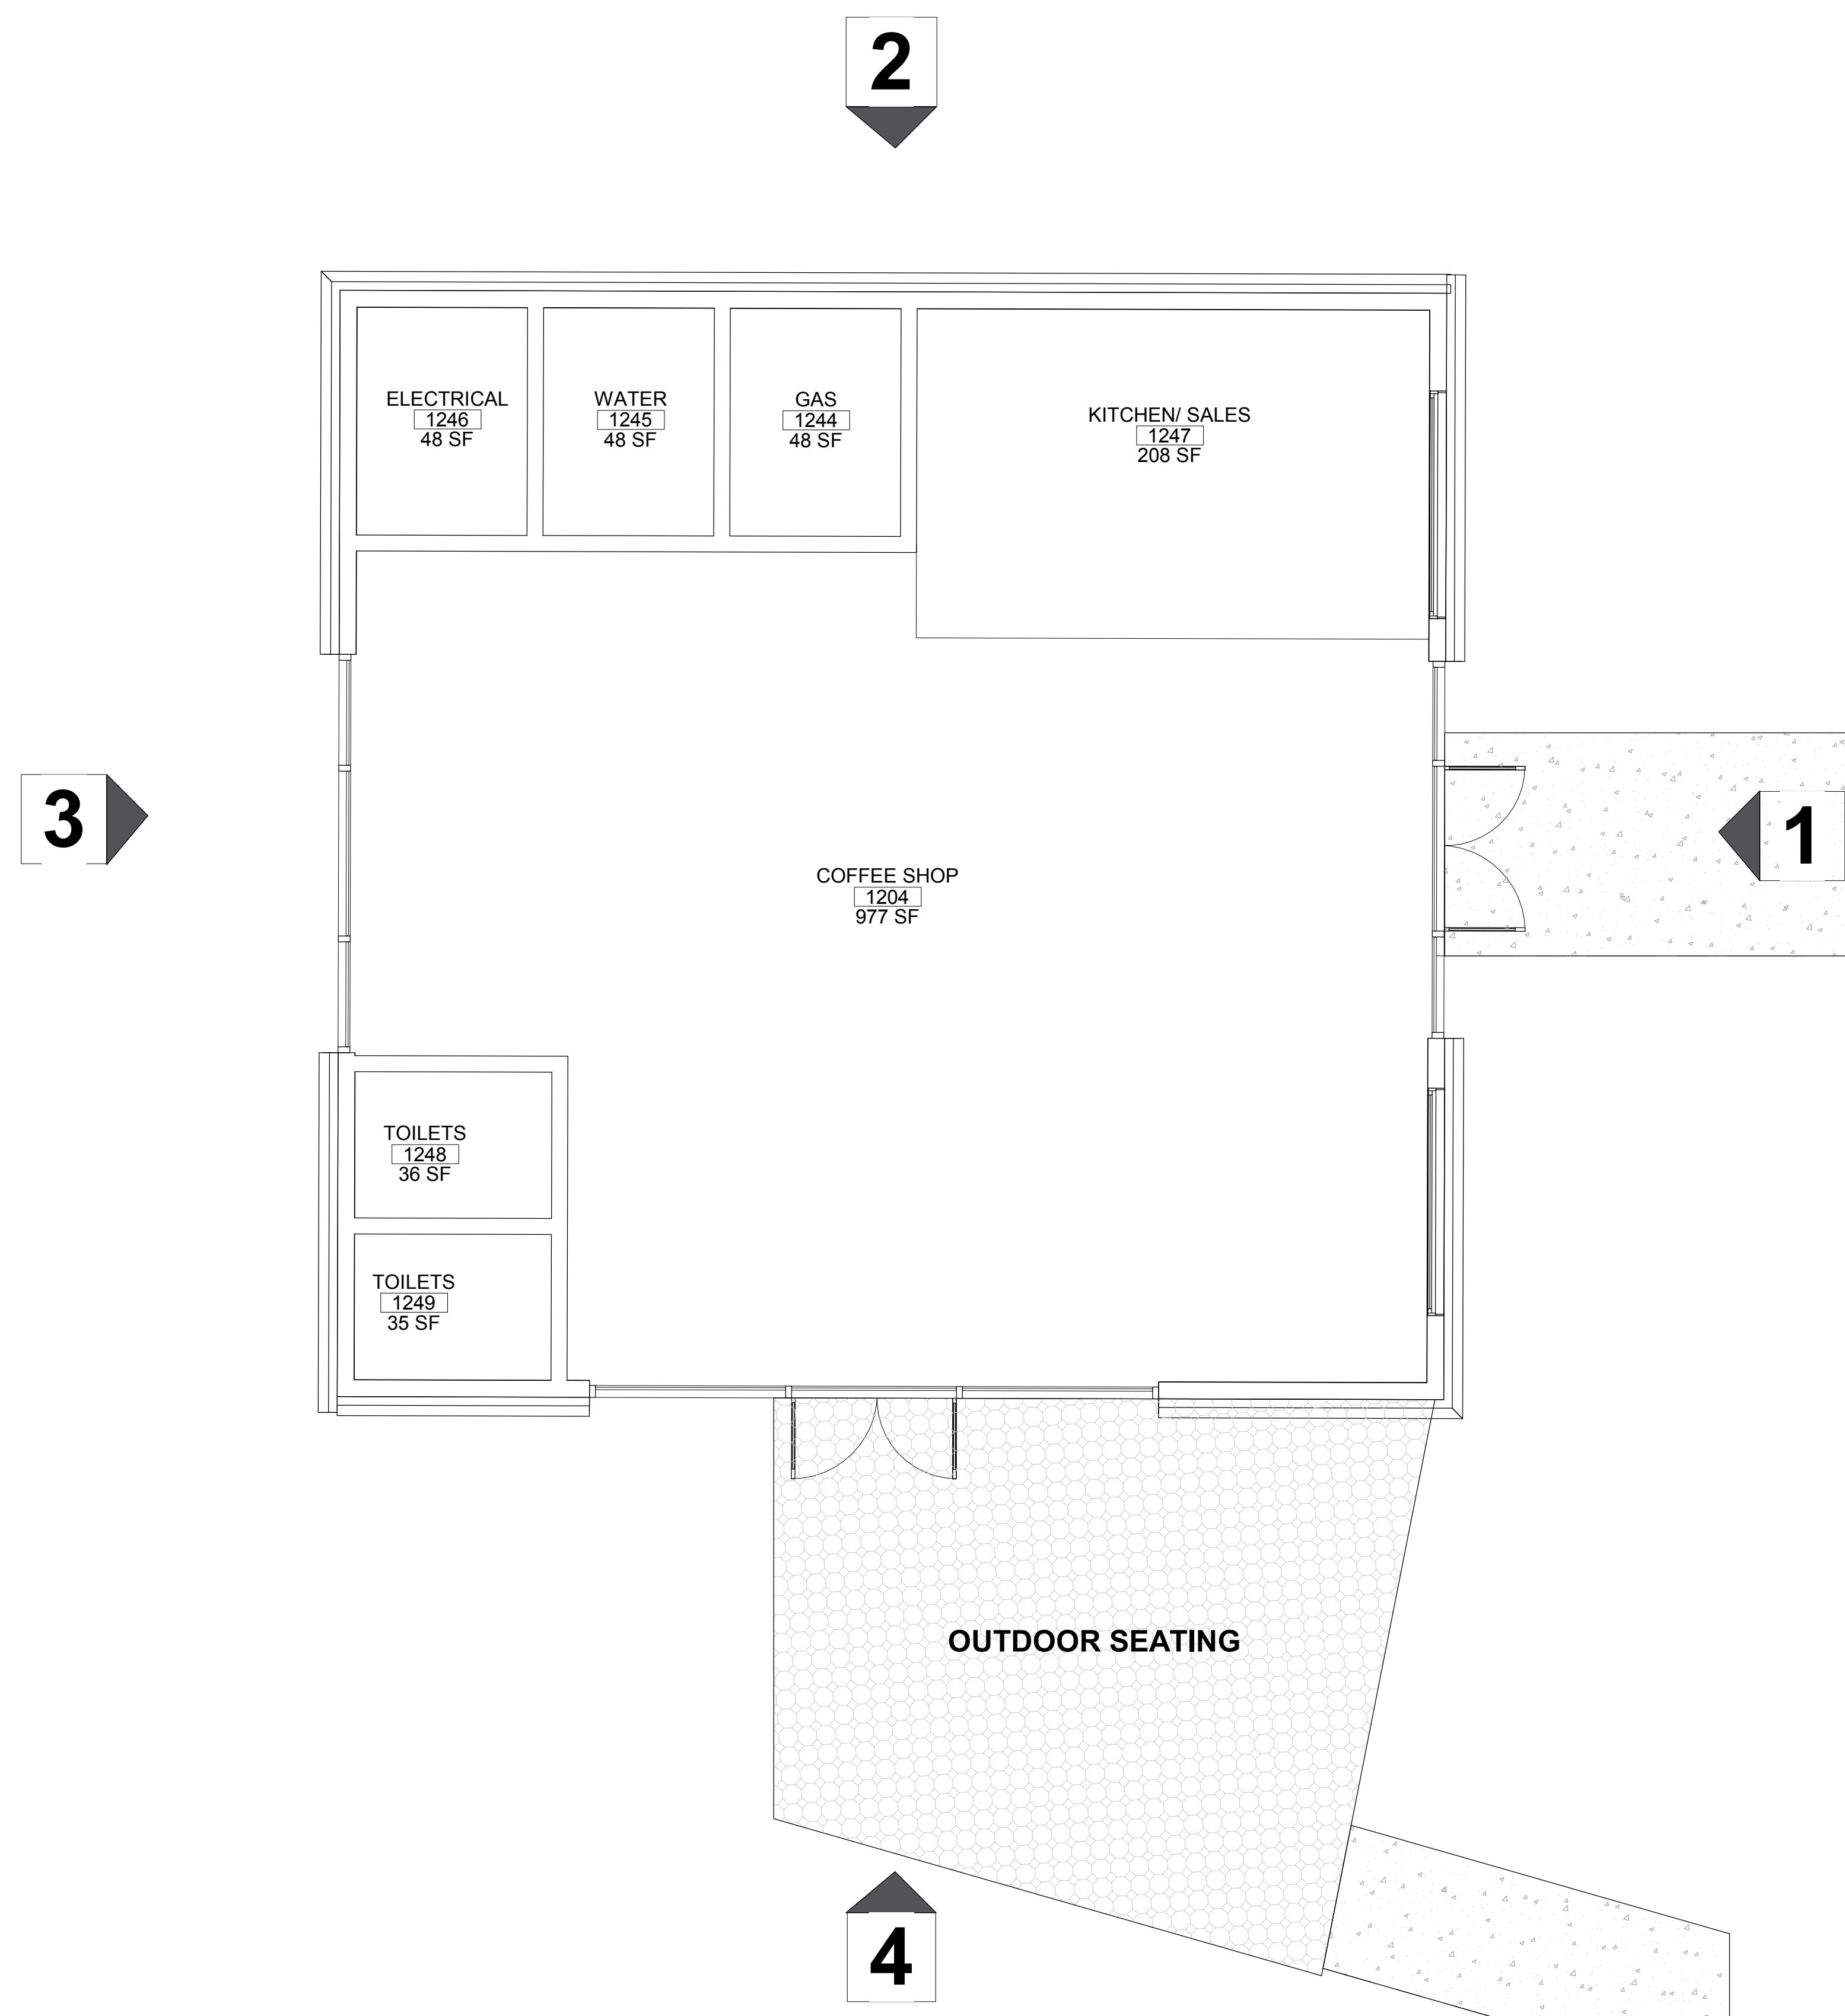 2
ELECTRICAL
1246
48 SF
WATER
1245
48 SF
GAS
1244
48 SF
KITCHEN/ SALES
1247
208 SF
3
1
COFFEE SHOP
1204
977 SF
TOILETS
1248
36 SF
TOILETS
1249
35 SF
OUTDOOR SEATING
4